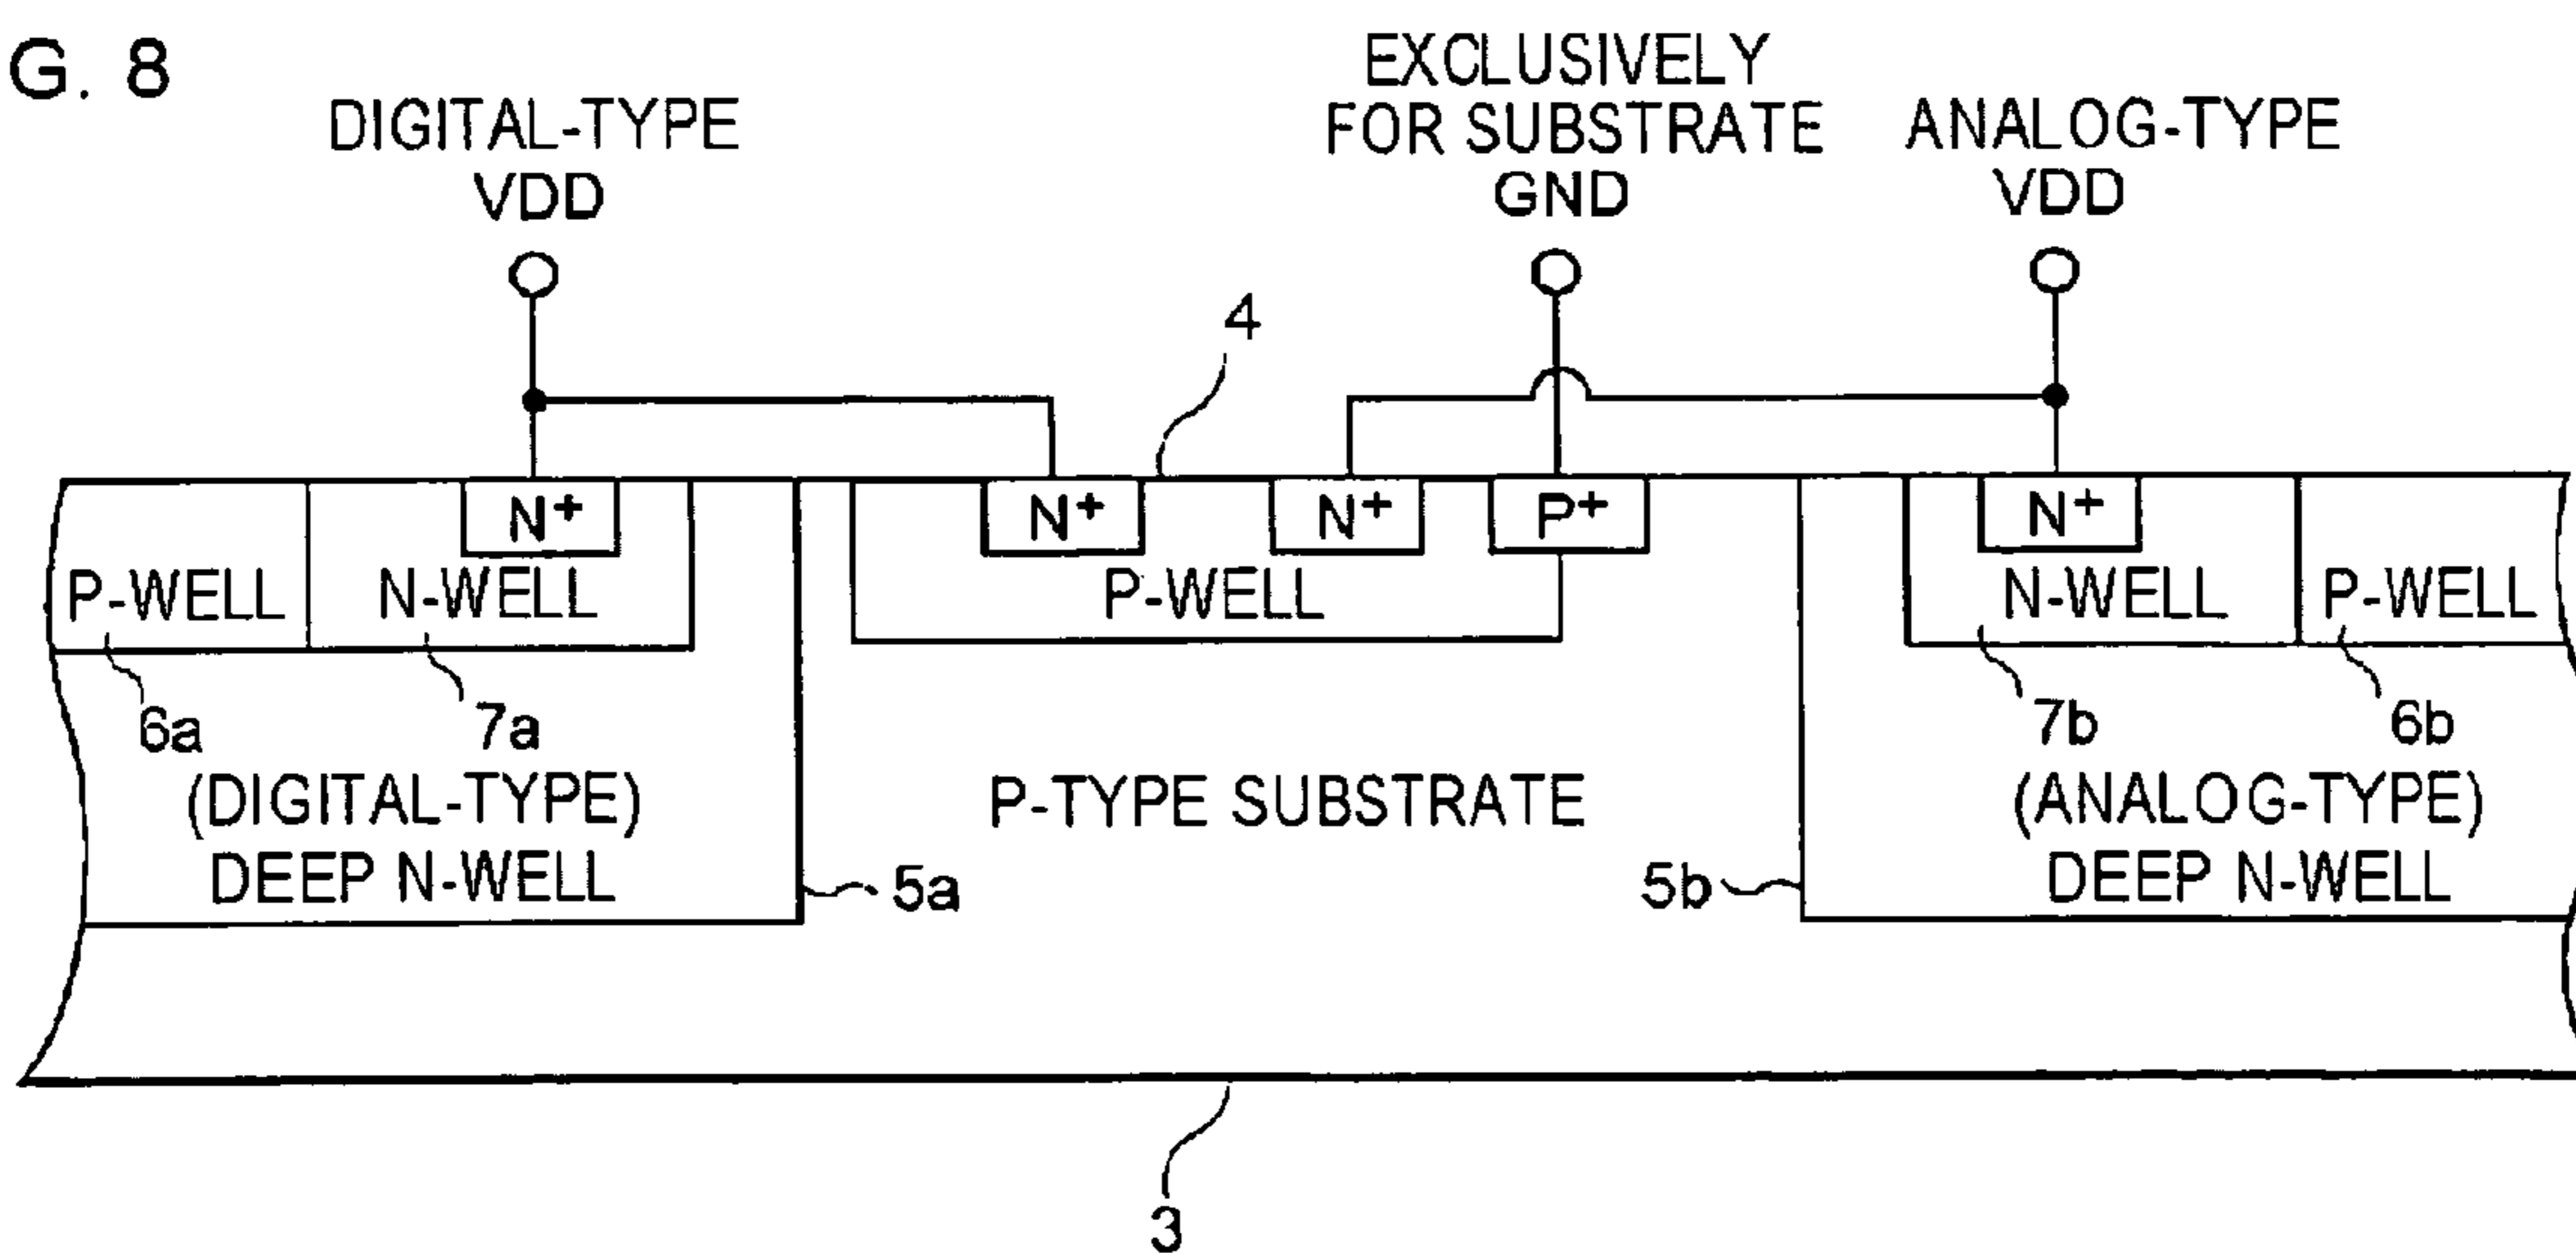 G. 8
DIGITAL-TYPE
VDD
EXCLUSIVELY
FOR SUBSTRATE
GND
ANALOG-TYPE
VDD
4
N+
N+
N+
P+
N+
P-WELL
N-WELL
P-WELL
N-WELL
P-WELL
6a
7a
7b
6b
(DIGITAL-TYPE)
DEEP N-WELL
P-TYPE SUBSTRATE
(ANALOG-TYPE)
DEEP N-WELL
5a
5b
3